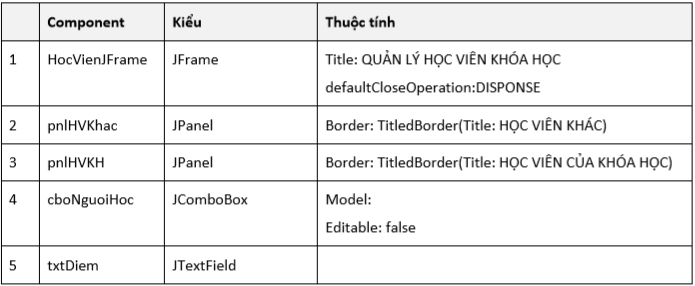 Component Kiểu Thuộc tính
1 HocVienJFrame JFrame Title: QUẢN LÝ HỌC VIÊN KHÓA HỌC
defaultCloseOperation:DISPONSE
2 pnlHVKhac JPanel Border: TitledBorder(Title: HỌC VIÊN KHÁC)
3 pnlHVKH JPanel Border: TitledBorder(Title: HỌC VIÊN CỦA KHÓA HỌC)
4 cboNguoiHoc JComboBox Model:
Editable: false
5 txtDiem JTextField